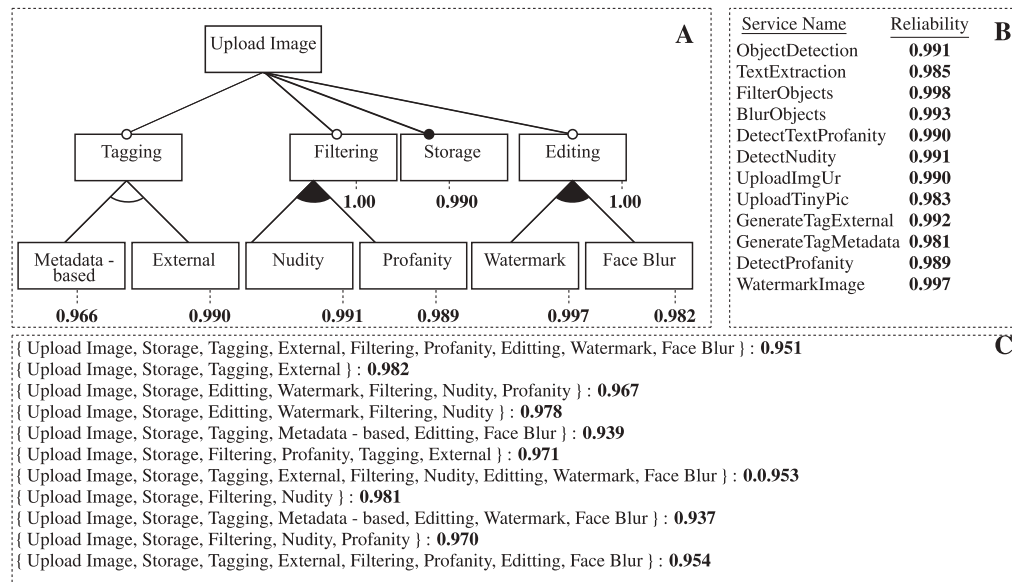 Upload Image
A
Tagging
Filtering
Storage
Editing
1.00
0.990
1.00
Metadata -
based
External
Nudity
Profanity
Watermark
Face Blur
0.966
0.990
0.991
0.989
0.997
0.982
B
Service Name Reliability
ObjectDetection 0.991
TextExtraction 0.985
FilterObjects 0.998
BlurObjects 0.993
DetectTextProfanity 0.990
DetectNudity 0.991
UploadImgUr 0.990
UploadTinyPic 0.983
GenerateTagExternal 0.992
GenerateTagMetadata 0.981
DetectProfanity 0.989
WatermarkImage 0.997
C
{ Upload Image, Storage, Tagging, External, Filtering, Profanity, Editting, Watermark, Face Blur } : 0.951
{ Upload Image, Storage, Tagging, External } : 0.982
{ Upload Image, Storage, Editting, Watermark, Filtering, Nudity, Profanity } : 0.967
{ Upload Image, Storage, Editting, Watermark, Filtering, Nudity } : 0.978
{ Upload Image, Storage, Tagging, Metadata - based, Editting, Face Blur } : 0.939
{ Upload Image, Storage, Filtering, Profanity, Tagging, External } : 0.971
{ Upload Image, Storage, Tagging, External, Filtering, Nudity, Editting, Watermark, Face Blur } : 0.0.953
{ Upload Image, Storage, Filtering, Nudity } : 0.981
{ Upload Image, Storage, Tagging, Metadata - based, Editting, Watermark, Face Blur } : 0.937
{ Upload Image, Storage, Filtering, Nudity, Profanity } : 0.970
{ Upload Image, Storage, Tagging, External, Filtering, Profanity, Editting, Face Blur } : 0.954